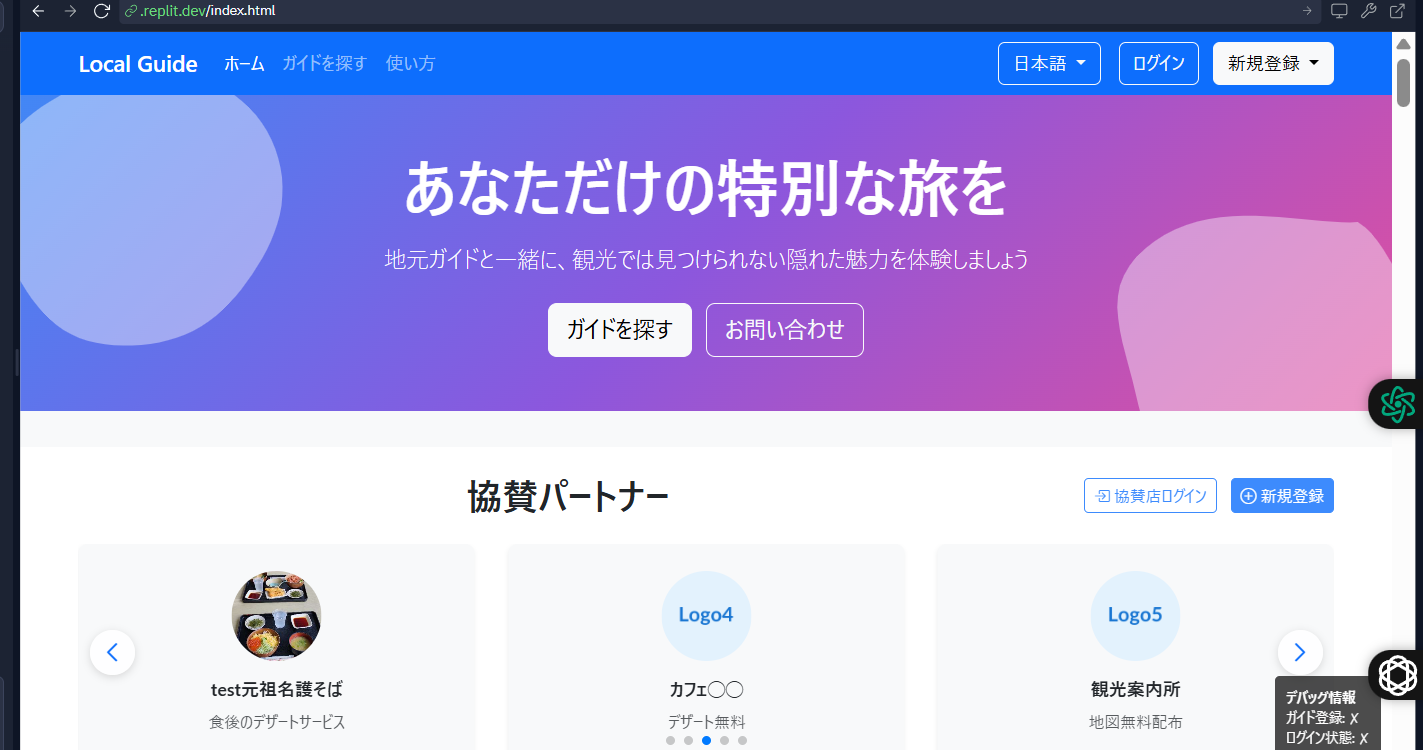 .replit.dev/index.html
Local Guide ホーム ガイドを探す 使い方 日本語 ログイン 新規登録
あなただけの特別な旅を
地元ガイドと一緒に、観光では見つけられない隠れた魅力を体験しましょう
ガイドを探す お問い合わせ
協賛パートナー 協賛店ログイン 新規登録
Logo4 Logo5
test元祖名護そば カフェ◯◯ 観光案内所
食後のデザートサービス デザート無料 地図無料配布
デバッグ情報
ガイド登録: ✗
ログイン状態: ✗